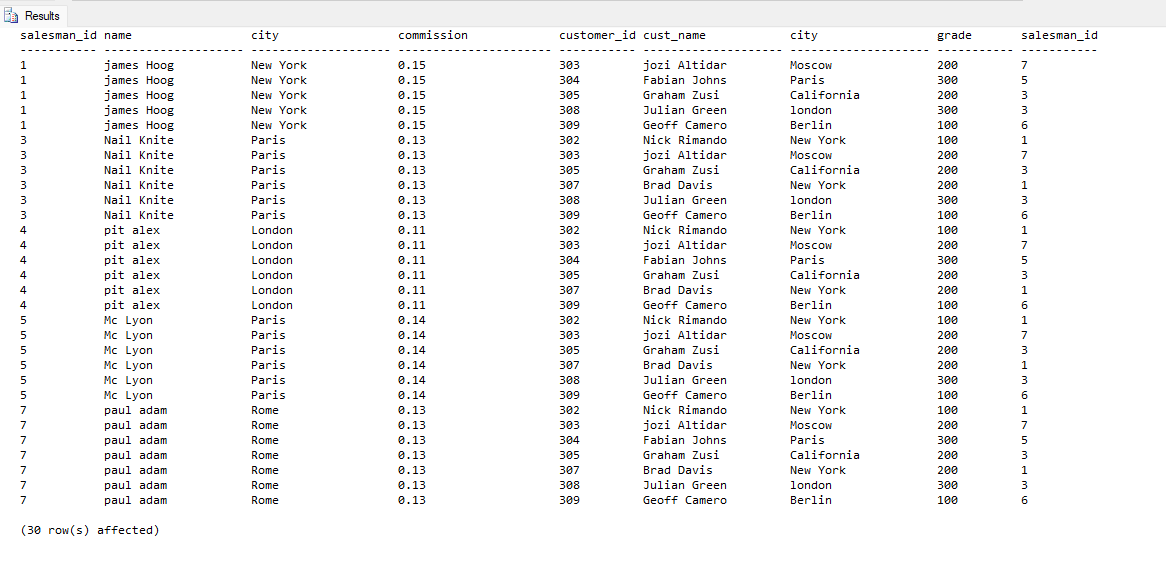 Results
salesman_id name city commission customer_id cust_name city grade salesman_id
----------- -------------------- -------------------- ---------------------- ----------- -------------------- -------------------- ----------- -----------
1 james Hoog New York 0.15 303 jozi Altidar Moscow 200 7
1 james Hoog New York 0.15 304 Fabian Johns Paris 300 5
1 james Hoog New York 0.15 305 Graham Zusi California 200 3
1 james Hoog New York 0.15 308 Julian Green london 300 3
1 james Hoog New York 0.15 309 Geoff Camero Berlin 100 6
3 Nail Knite Paris 0.13 302 Nick Rimando New York 100 1
3 Nail Knite Paris 0.13 303 jozi Altidar Moscow 200 7
3 Nail Knite Paris 0.13 305 Graham Zusi California 200 3
3 Nail Knite Paris 0.13 307 Brad Davis New York 200 1
3 Nail Knite Paris 0.13 308 Julian Green london 300 3
3 Nail Knite Paris 0.13 309 Geoff Camero Berlin 100 6
4 pit alex London 0.11 302 Nick Rimando New York 100 1
4 pit alex London 0.11 303 jozi Altidar Moscow 200 7
4 pit alex London 0.11 304 Fabian Johns Paris 300 5
4 pit alex London 0.11 305 Graham Zusi California 200 3
4 pit alex London 0.11 307 Brad Davis New York 200 1
4 pit alex London 0.11 309 Geoff Camero Berlin 100 6
5 Mc Lyon Paris 0.14 302 Nick Rimando New York 100 1
5 Mc Lyon Paris 0.14 303 jozi Altidar Moscow 200 7
5 Mc Lyon Paris 0.14 305 Graham Zusi California 200 3
5 Mc Lyon Paris 0.14 307 Brad Davis New York 200 1
5 Mc Lyon Paris 0.14 308 Julian Green london 300 3
5 Mc Lyon Paris 0.14 309 Geoff Camero Berlin 100 6
7 paul adam Rome 0.13 302 Nick Rimando New York 100 1
7 paul adam Rome 0.13 303 jozi Altidar Moscow 200 7
7 paul adam Rome 0.13 304 Fabian Johns Paris 300 5
7 paul adam Rome 0.13 305 Graham Zusi California 200 3
7 paul adam Rome 0.13 307 Brad Davis New York 200 1
7 paul adam Rome 0.13 308 Julian Green london 300 3
7 paul adam Rome 0.13 309 Geoff Camero Berlin 100 6
(30 row(s) affected)